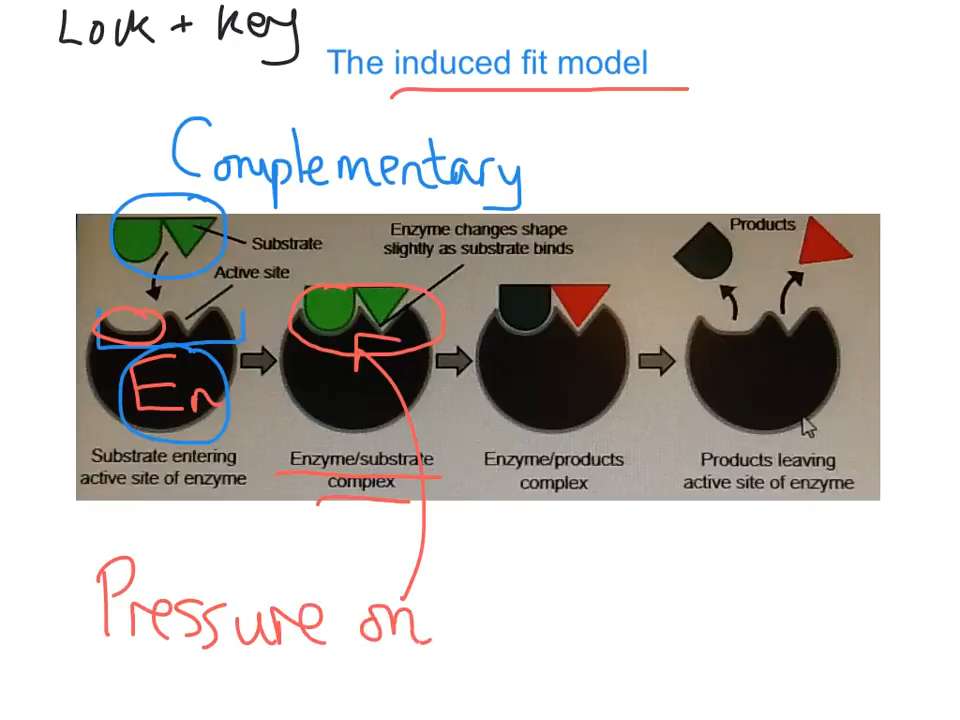 Lock + key
The induced fit model
Complementary
Substrate
Active site
Enzyme changes shape
slightly as substrate binds
Products
En
Substrate entering
active site of enzyme
Enzyme/substrate
complex
Enzyme/products
complex
Products leaving
active site of enzyme
Pressure on